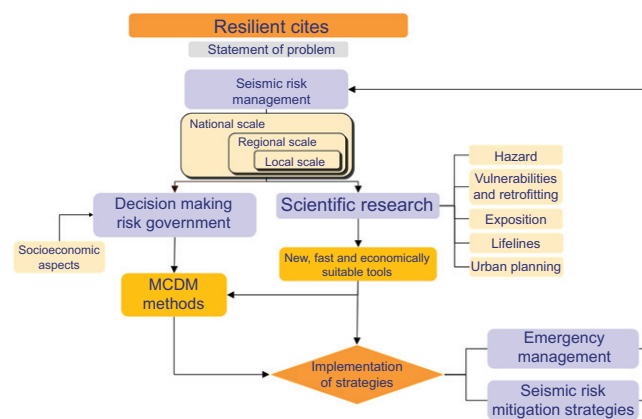 Resilient cites
Statement of problem
Seismic risk
management
National scale
Regional scale
Local scale
Decision making
risk government
Scientific research
Hazard
Vulnerabilities
and retrofitting
Exposition
Lifelines
Urban planning
Socioeconomic
aspects
New, fast and economically
suitable tools
MCDM
methods
Implementation
of strategies
Emergency
management
Seismic risk
mitigation strategies